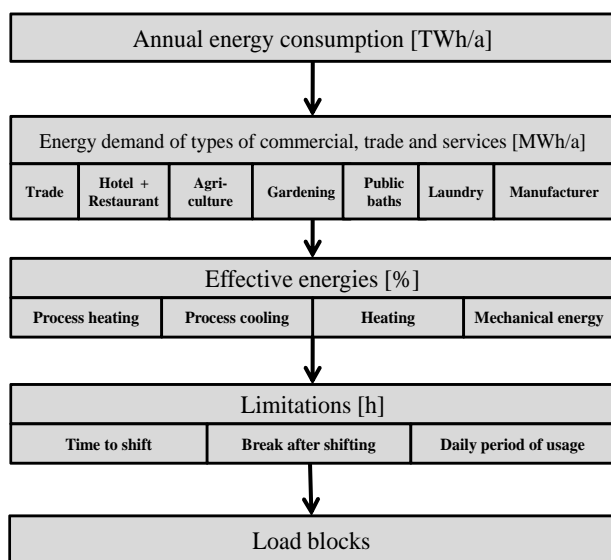 Annual energy consumption [TWh/a]
Energy demand of types of commercial, trade and services [MWh/a]
Trade
Hotel +
Restaurant
Agri-
culture
Gardening
Public
baths
Laundry
Manufacturer
Effective energies [%]
Process heating
Process cooling
Heating
Mechanical energy
Limitations [h]
Time to shift
Break after shifting
Daily period of usage
Load blocks